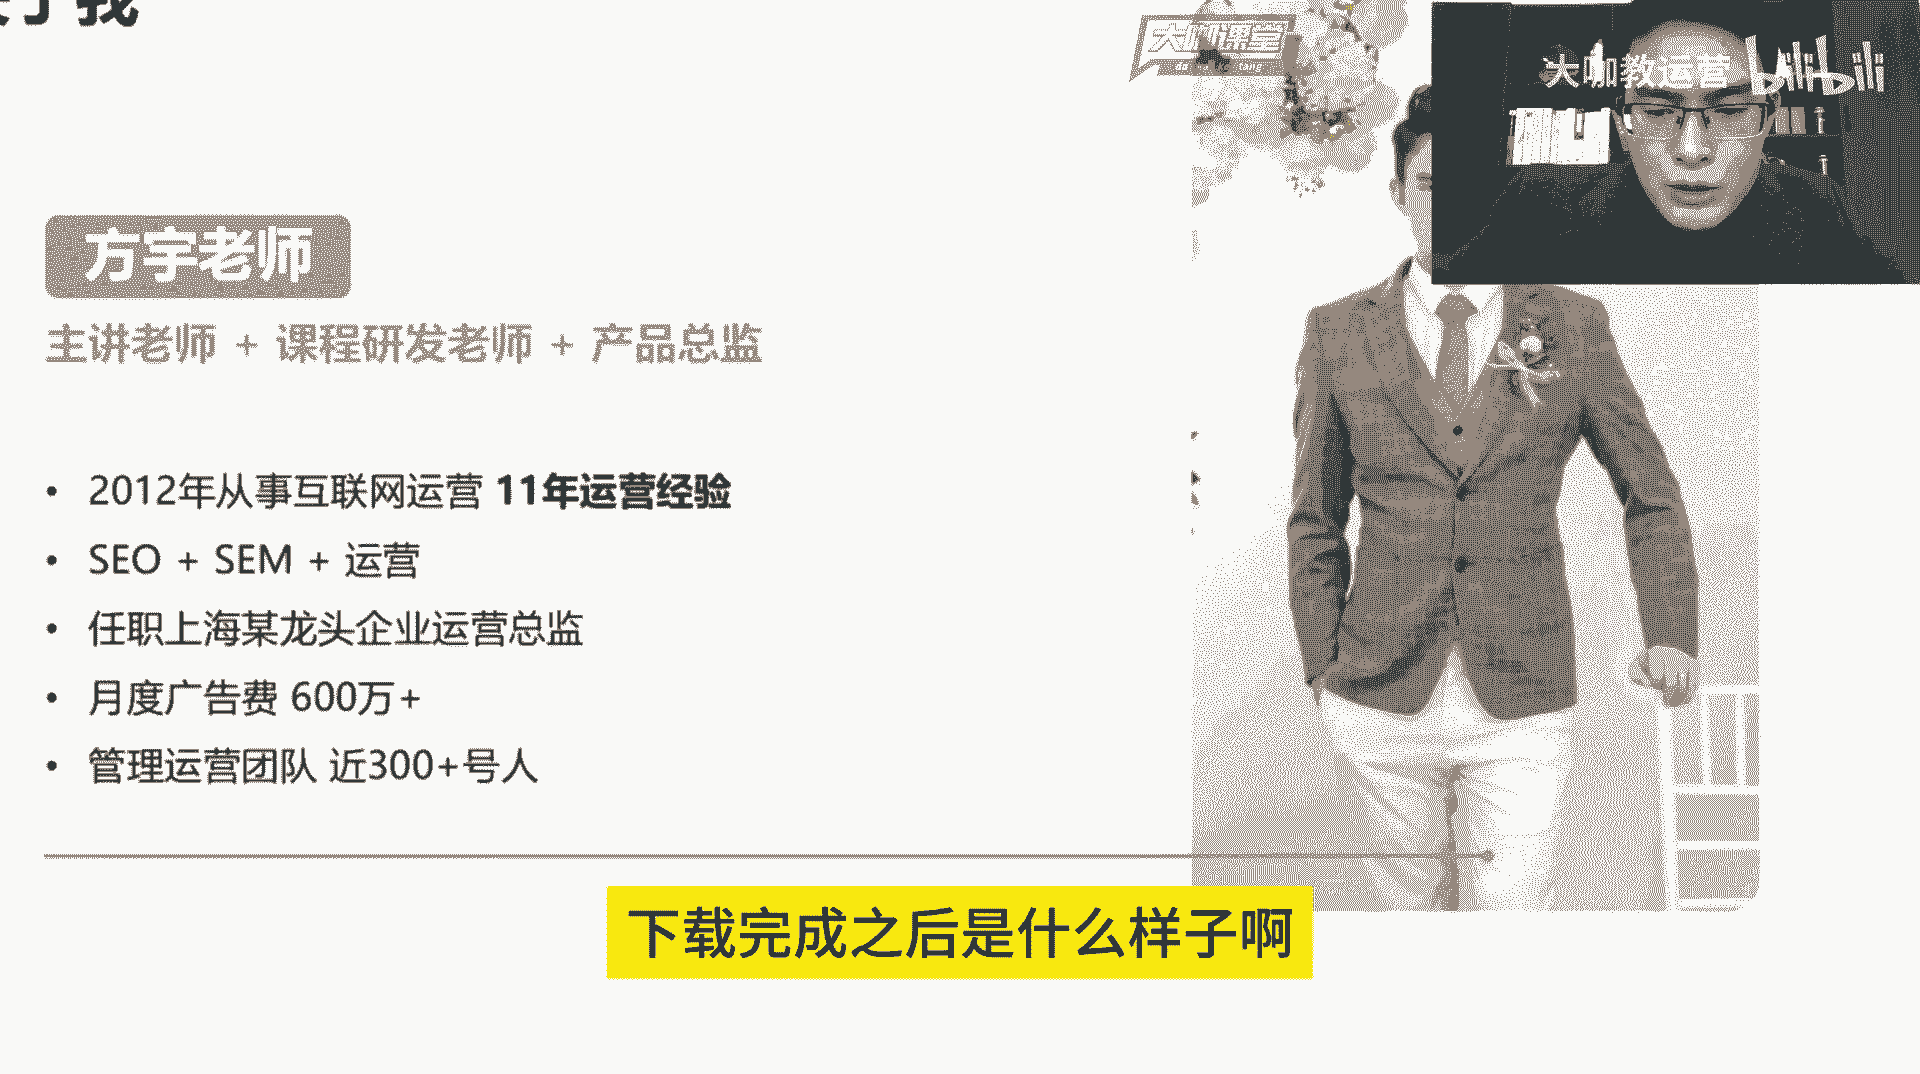 于我
大咖课堂
大咖教运营 bilibili
方宇老师
主讲老师 + 课程研发老师 + 产品总监
• 2012年从事互联网运营 11年运营经验
• SEO + SEM + 运营
• 任职上海某龙头企业运营总监
• 月度广告费 600万+
• 管理运营团队 近300+号人
下载完成之后是什么样子啊